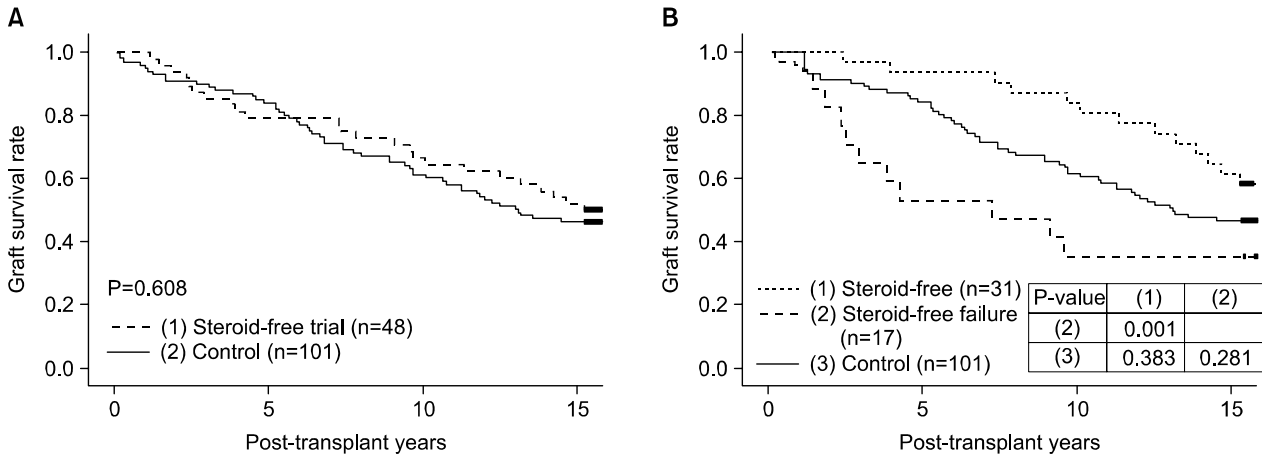 A
Graft survival rate
1.0
0.8
0.6
0.4
0.2
0.0
P=0.608
(1) Steroid-free trial (n=48)
(2) Control (n=101)
0 5 10 15
Post-transplant years
B
Graft survival rate
1.0
0.8
0.6
0.4
0.2
0.0
(1) Steroid-free (n=31)
(2) Steroid-free failure
(n=17)
(3) Control (n=101)
P-value (1) (2)
(2) 0.001
(3) 0.383 0.281
0 5 10 15
Post-transplant years